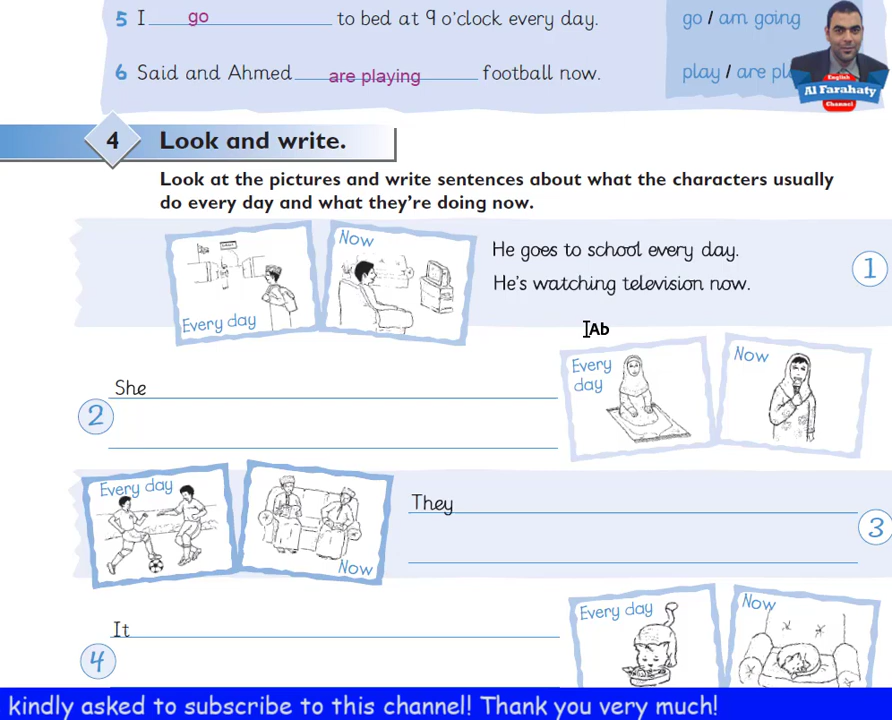 5 I go to bed at 9 o'clock every day. go / am going
6 Said and Ahmed are playing football now. play / are pl
English
Al Farahaty
Channel
4 Look and write.
Look at the pictures and write sentences about what the characters usually
do every day and what they're doing now.
Every day
Now
He goes to school every day.
He's watching television now.
1
Ab
2
She
Every
day
Now
Every day
Now
They
3
4
It
Every day
Now
kindly asked to subscribe to this channel! Thank you very much!